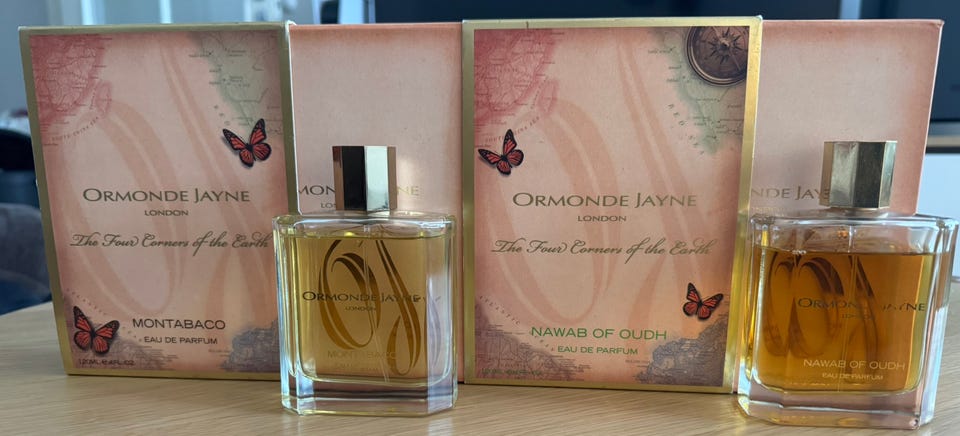 ORMONDE JAYNE
LONDON
The Four Corners of the Earth
MONTABACO
EAU DE PARFUM
ORMONDE JAYNE
LONDON
MONTABACO
ORMONDE JAYNE
LONDON
The Four Corners of the Earth
NAWAB OF OUDH
EAU DE PARFUM
ORMONDE JAYNE
LONDON
NAWAB OF OUDH
EAU DE PARFUM